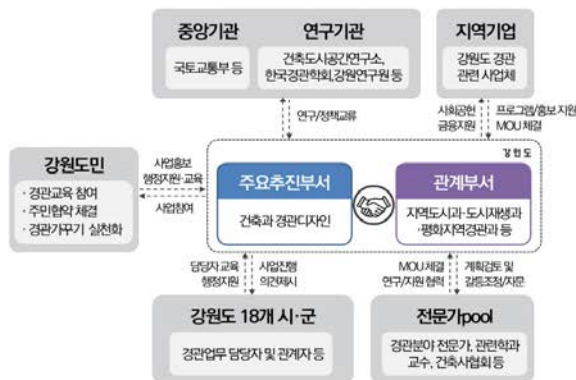 중앙기관
국토교통부 등
연구기관
건축도시공간연구소,
한국경관학회,강원연구원 등
지역기업
강원도 경관
관련 사업체
연구/정책교류
사회공헌
금융지원
프로그램/홍보 지원
MOU 체결
강원도
강원도민
· 경관교육 참여
· 주민협약 체결
· 경관가꾸기 실천화
사업홍보
행정지원·교육
사업참여
주요추진부서
건축과 경관디자인
관계부서
지역도시과·도시재생과
·평화지역경관과 등
담당자 교육
행정지원
사업진행
의견제시
MOU 체결
연구/지원 협력
계획검토 및
갈등조정/자문
강원도 18개 시·군
경관업무 담당자 및 관계자 등
전문가pool
경관분야 전문가, 관련학과
교수, 건축사협회 등